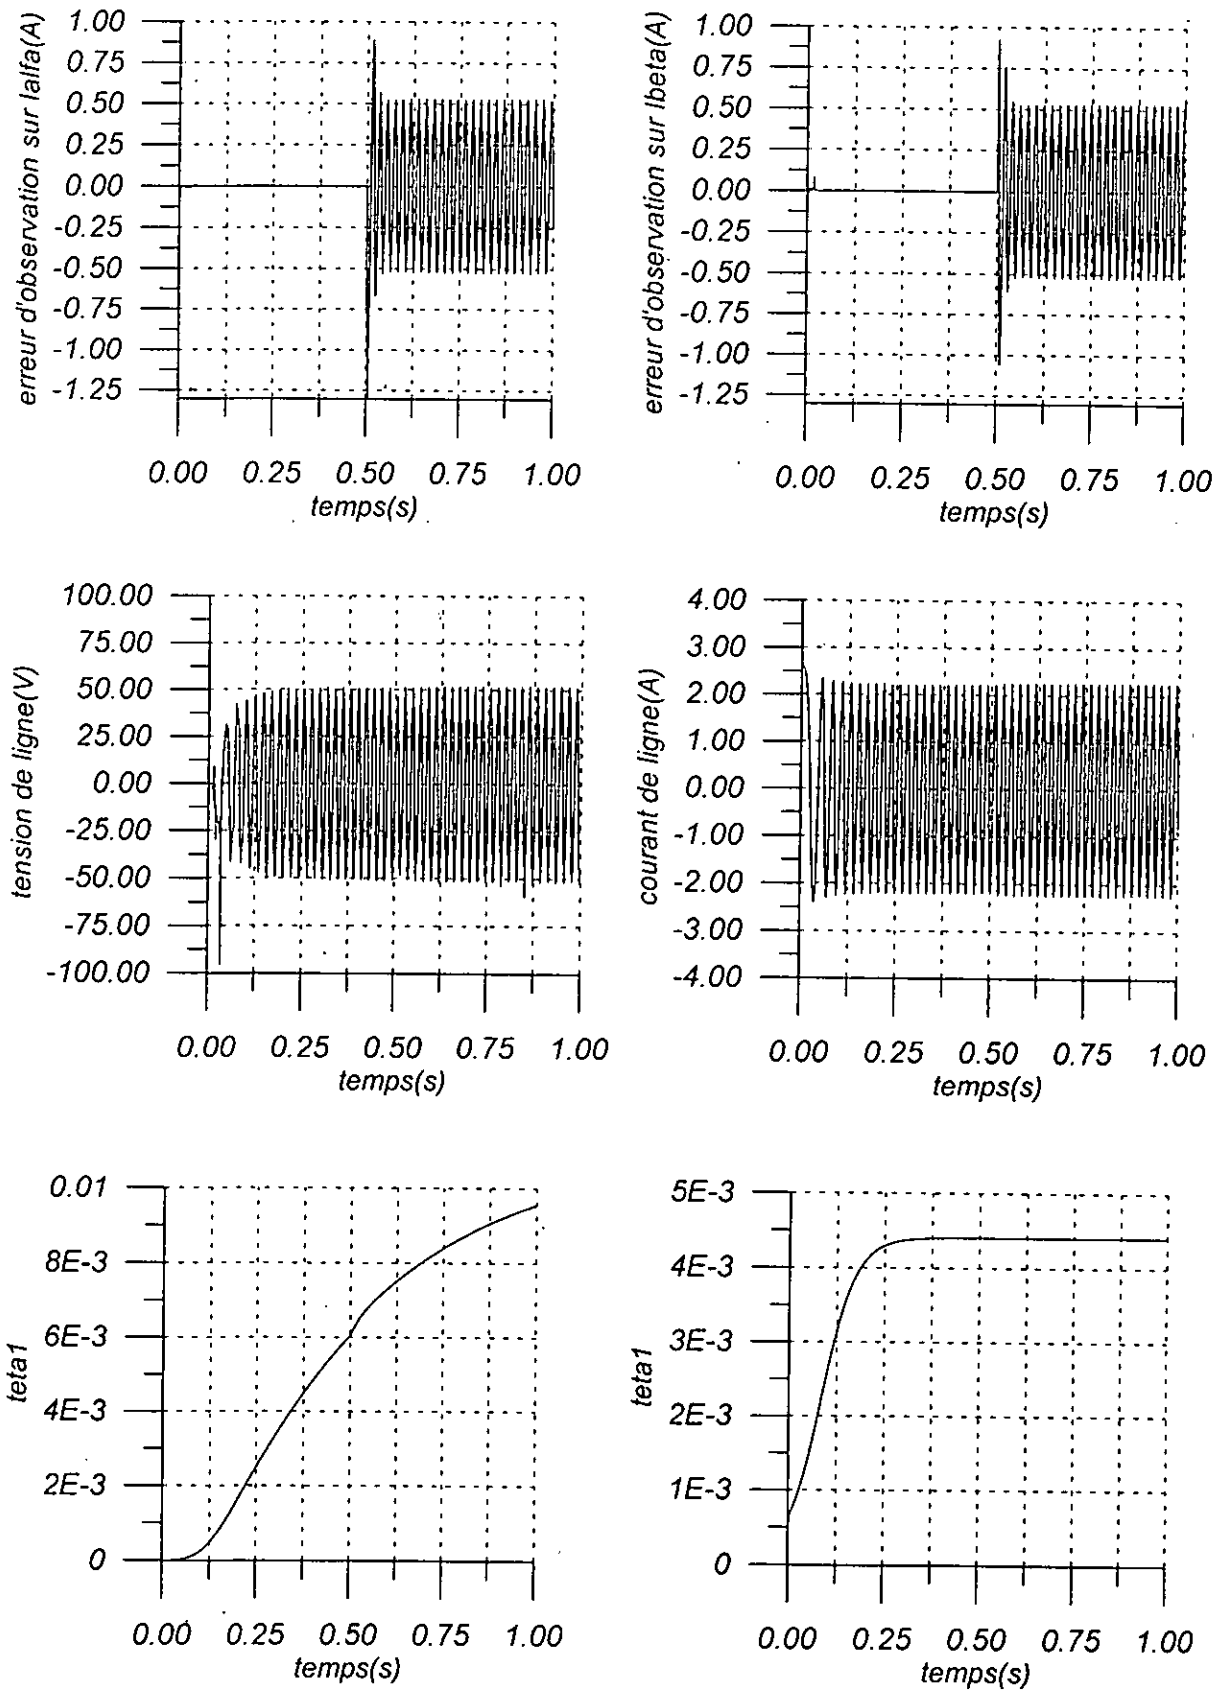 erreur d'observation sur Ialfa(A)
1.00
0.75
0.50
0.25
0.00
-0.25
-0.50
-0.75
-1.00
-1.25
0.00 0.25 0.50 0.75 1.00
temps(s)
erreur d'observation sur Ibeta(A)
1.00
0.75
0.50
0.25
0.00
-0.25
-0.50
-0.75
-1.00
-1.25
0.00 0.25 0.50 0.75 1.00
temps(s)
tension de ligne(V)
100.00
75.00
50.00
25.00
0.00
-25.00
-50.00
-75.00
-100.00
0.00 0.25 0.50 0.75 1.00
temps(s)
courant de ligne(A)
4.00
3.00
2.00
1.00
0.00
-1.00
-2.00
-3.00
-4.00
0.00 0.25 0.50 0.75 1.00
temps(s)
teta1
0.01
8E-3
6E-3
4E-3
2E-3
0
0.00 0.25 0.50 0.75 1.00
temps(s)
teta1
5E-3
4E-3
3E-3
2E-3
1E-3
0
0.00 0.25 0.50 0.75 1.00
temps(s)